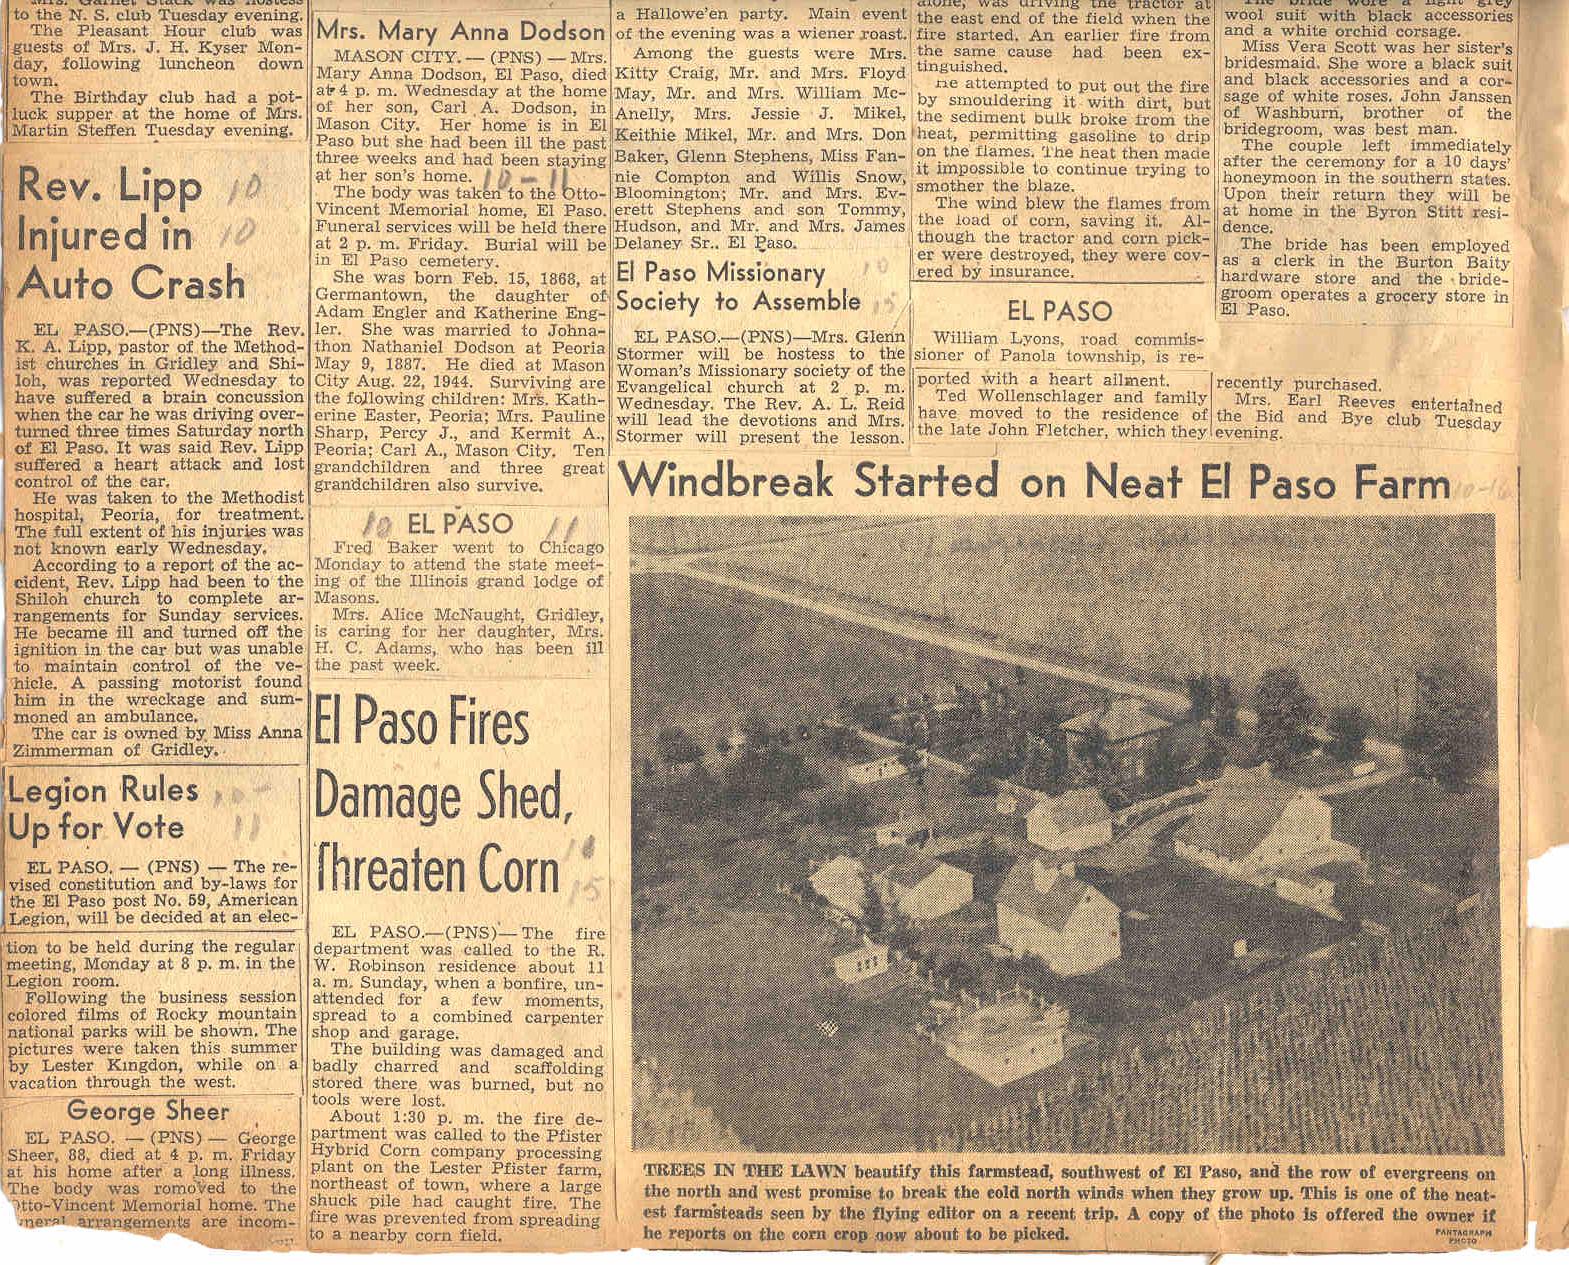 to the N. S. club Tuesday evening.
The Pleasant Hour club was
guests of Mrs. J. H. Kyser Mon-
day, following luncheon down
town.
The Birthday club had a pot-
luck supper at the home of Mrs.
Martin Steffen Tuesday evening.
Rev. Lipp 10
Injured in 10
Auto Crash
EL PASO.—(PNS)—The Rev.
K. A. Lipp, pastor of the Method-
ist churches in Gridley and Shi-
loh, was reported Wednesday to
have suffered a brain concussion
when the car he was driving over-
turned three times Saturday north
of El Paso. It was said Rev. Lipp
suffered a heart attack and lost
control of the car.
He was taken to the Methodist
hospital, Peoria, for treatment.
The full extent of his injuries was
not known early Wednesday.
According to a report of the ac-
cident, Rev. Lipp had been to the
Shiloh church to complete ar-
rangements for Sunday services.
He became ill and turned off the
ignition in the car but was unable
to maintain control of the ve-
hicle. A passing motorist found
him in the wreckage and sum-
moned an ambulance.
The car is owned by Miss Anna
Zimmerman of Gridley.
Legion Rules 10-
Up for Vote 11
EL PASO. — (PNS) — The re-
vised constitution and by-laws for
the El Paso post No. 59, American
Legion, will be decided at an elec-
tion to be held during the regular
meeting, Monday at 8 p. m. in the
Legion room.
Following the business session
colored films of Rocky mountain
national parks will be shown. The
pictures were taken this summer
by Lester Kingdon, while on a
vacation through the west.
George Sheer
EL PASO. — (PNS) — George
Sheer, 88, died at 4 p. m. Friday
at his home after a long illness.
The body was romoved to the
Otto-Vincent Memorial home. The
arrangements are incom-
Mrs. Mary Anna Dodson
MASON CITY. — (PNS) — Mrs.
Mary Anna Dodson, El Paso, died
at 4 p. m. Wednesday at the home
of her son, Carl A. Dodson, in
Mason City. Her home is in El
Paso but she had been ill the past
three weeks and had been staying
at her son's home. 10-11
The body was taken to the Otto-
Vincent Memorial home, El Paso.
Funeral services will be held there
at 2 p. m. Friday. Burial will be
in El Paso cemetery.
She was born Feb. 15, 1868, at
Germantown, the daughter of
Adam Engler and Katherine Eng-
ler. She was married to Johna-
thon Nathaniel Dodson at Peoria
May 9, 1887. He died at Mason
City Aug. 22, 1944. Surviving are
the following children: Mrs. Kath-
erine Easter, Peoria; Mrs. Pauline
Sharp, Percy J., and Kermit A.,
Peoria; Carl A., Mason City. Ten
grandchildren and three great
grandchildren also survive.
10 EL PASO 11
Fred Baker went to Chicago
Monday to attend the state meet-
ing of the Illinois grand lodge of
Masons.
Mrs. Alice McNaught, Gridley,
is caring for her daughter, Mrs.
H. C. Adams, who has been ill
the past week.
El Paso Fires
Damage Shed,
Threaten Corn
15
EL PASO.—(PNS)—The fire
department was called to the R.
W. Robinson residence about 11
a. m. Sunday, when a bonfire, un-
attended for a few moments,
spread to a combined carpenter
shop and garage.
The building was damaged and
badly charred and scaffolding
stored there was burned, but no
tools were lost.
About 1:30 p. m. the fire de-
partment was called to the Pfister
Hybrid Corn company processing
plant on the Lester Pfister farm,
northeast of town, where a large
shuck pile had caught fire. The
fire was prevented from spreading
to a nearby corn field.
a Hallowe'en party. Main event
of the evening was a wiener roast.
Among the guests were Mrs.
Kitty Craig, Mr. and Mrs. Floyd
May, Mr. and Mrs. William Mc-
Anelly, Mrs. Jessie J. Mikel,
Keithie Mikel, Mr. and Mrs. Don
Baker, Glenn Stephens, Miss Fan-
nie Compton and Willis Snow,
Bloomington; Mr. and Mrs. Ev-
erett Stephens and son Tommy,
Hudson, and Mr. and Mrs. James
Delaney Sr., El Paso.
El Paso Missionary 10
Society to Assemble 15
EL PASO.—(PNS)—Mrs. Glenn
Stormer will be hostess to the
Woman's Missionary society of the
Evangelical church at 2 p. m.
Wednesday. The Rev. A. L. Reid
will lead the devotions and Mrs.
Stormer will present the lesson.
alone, was driving the tractor at
the east end of the field when the
fire started. An earlier fire from
the same cause had been ex-
tinguished.
He attempted to put out the fire
by smouldering it with dirt, but
the sediment bulk broke from the
heat, permitting gasoline to drip
on the flames. The heat then made
it impossible to continue trying to
smother the blaze.
The wind blew the flames from
the load of corn, saving it. Al-
though the tractor and corn pick-
er were destroyed, they were cov-
ered by insurance.
EL PASO
William Lyons, road commis-
sioner of Panola township, is re-
ported with a heart ailment.
Ted Wollenschlager and family
have moved to the residence of
the late John Fletcher, which they
recently purchased.
Mrs. Earl Reeves entertained
the Bid and Bye club Tuesday
evening.
The bride wore a light grey
wool suit with black accessories
and a white orchid corsage.
Miss Vera Scott was her sister's
bridesmaid. She wore a black suit
and black accessories and a cor-
sage of white roses. John Janssen
of Washburn, brother of the
bridegroom, was best man.
The couple left immediately
after the ceremony for a 10 days'
honeymoon in the southern states.
Upon their return they will be
at home in the Byron Stitt resi-
dence.
The bride has been employed
as a clerk in the Burton Baity
hardware store and the bride-
groom operates a grocery store in
El Paso.
Windbreak Started on Neat El Paso Farm 10-16
TREES IN THE LAWN beautify this farmstead, southwest of El Paso, and the row of evergreens on
the north and west promise to break the cold north winds when they grow up. This is one of the neat-
est farmsteads seen by the flying editor on a recent trip. A copy of the photo is offered the owner if
he reports on the corn crop now about to be picked.
PANTAGRAPH
PHOTO